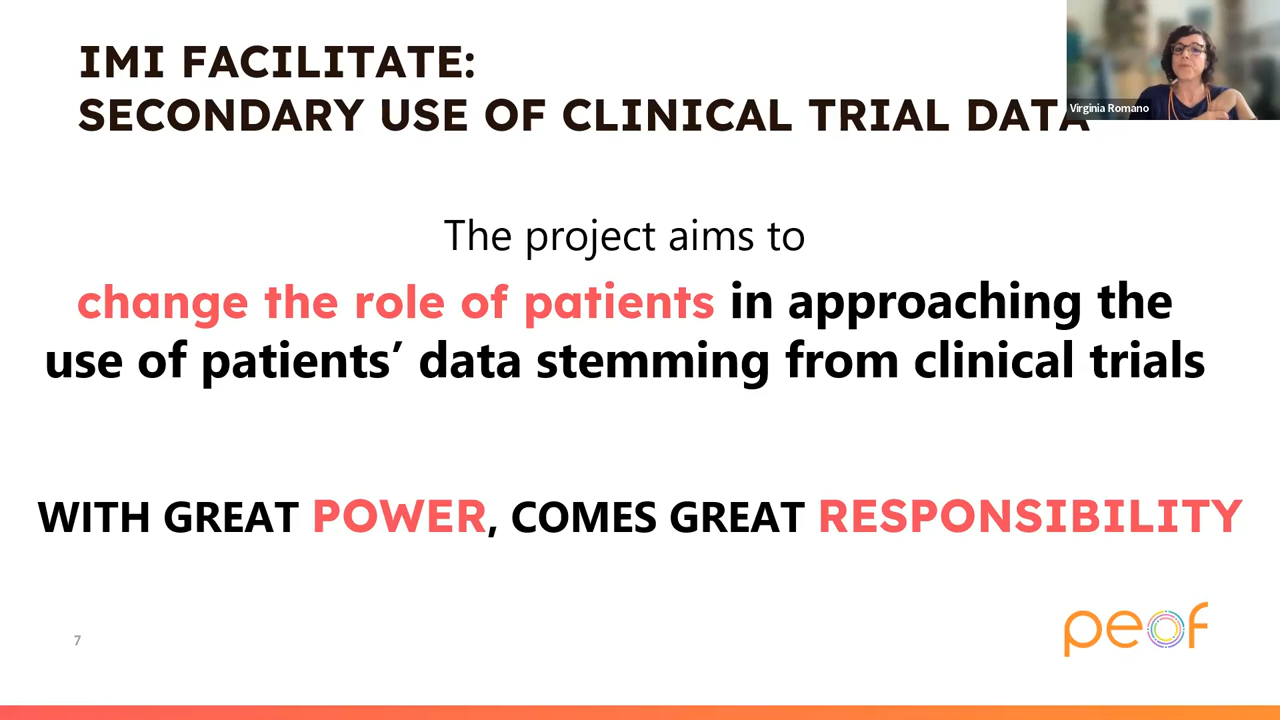 IMI FACILITATE:
SECONDARY USE OF CLINICAL TRIAL DATA
Virginia Romano
The project aims to
change the role of patients in approaching the
use of patients’ data stemming from clinical trials
WITH GREAT POWER, COMES GREAT RESPONSIBILITY
7
peof